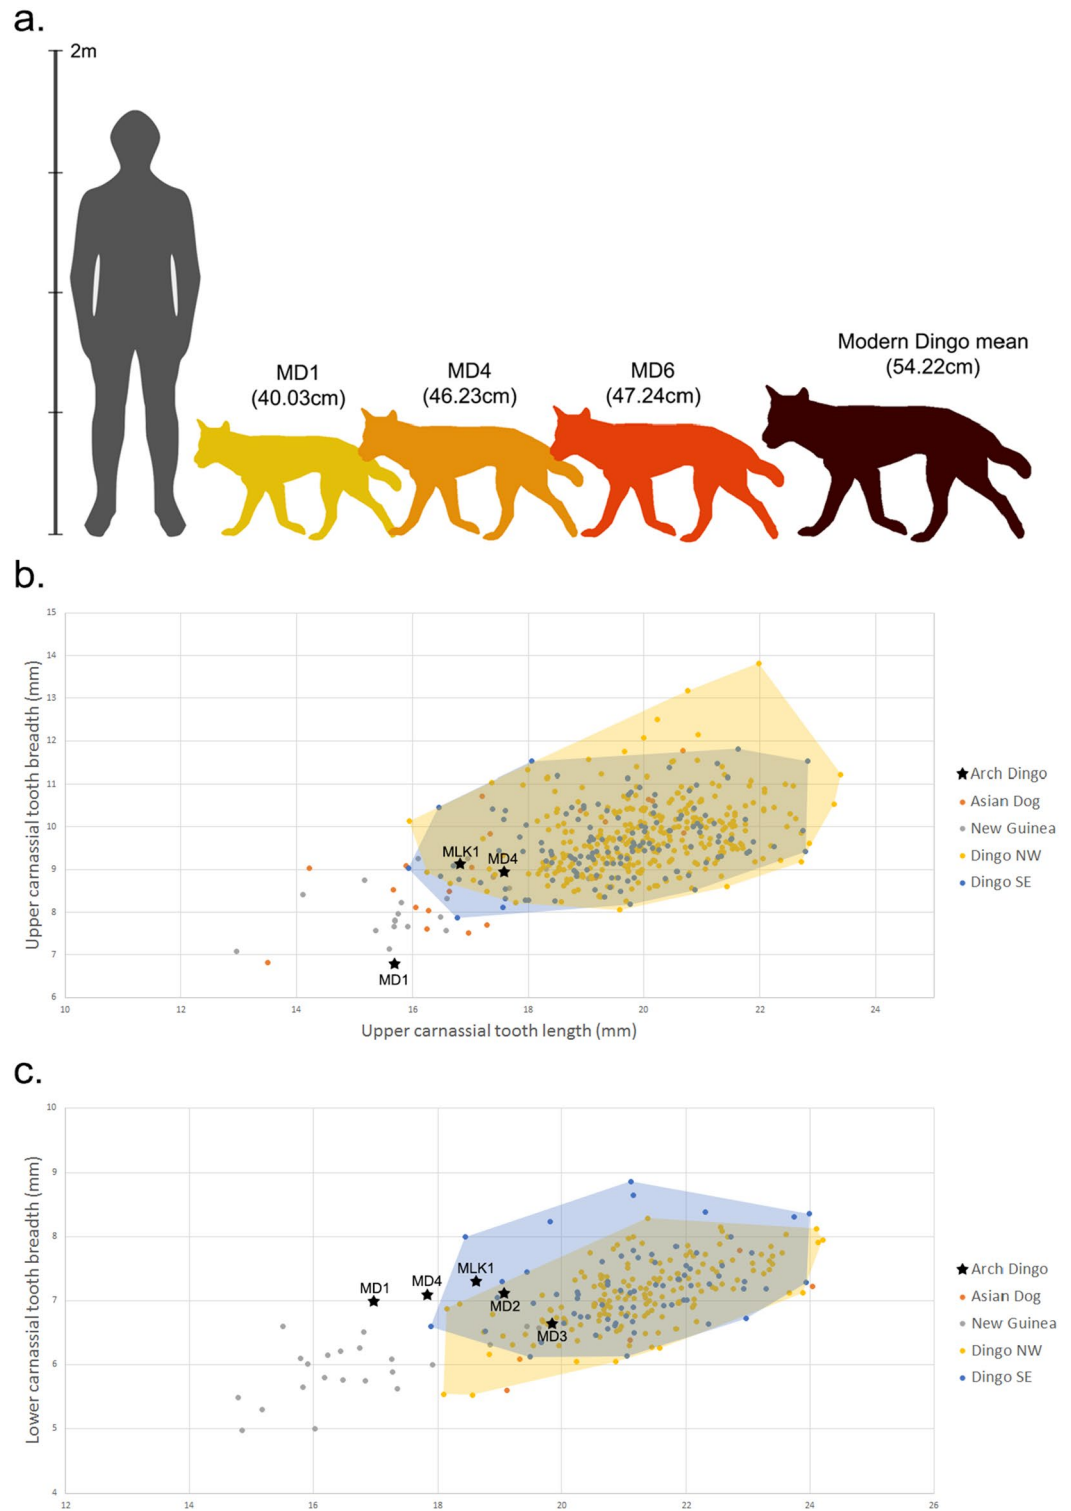 a.
2m
MD1
(40.03cm)
MD4
(46.23cm)
MD6
(47.24cm)
Modern Dingo mean
(54.22cm)
b.
Upper carnassial tooth breadth (mm)
15
14
13
12
11
10
9
8
7
6
MLK1
MD4
MD1
10 12 14 16 18 20 22 24
Upper carnassial tooth length (mm)
Arch Dingo
Asian Dog
New Guinea
Dingo NW
Dingo SE
c.
Lower carnassial tooth breadth (mm)
10
9
8
7
6
5
4
MD1
MD4
MLK1
MD2
MD3
12 14 16 18 20 22 24 26
Arch Dingo
Asian Dog
New Guinea
Dingo NW
Dingo SE